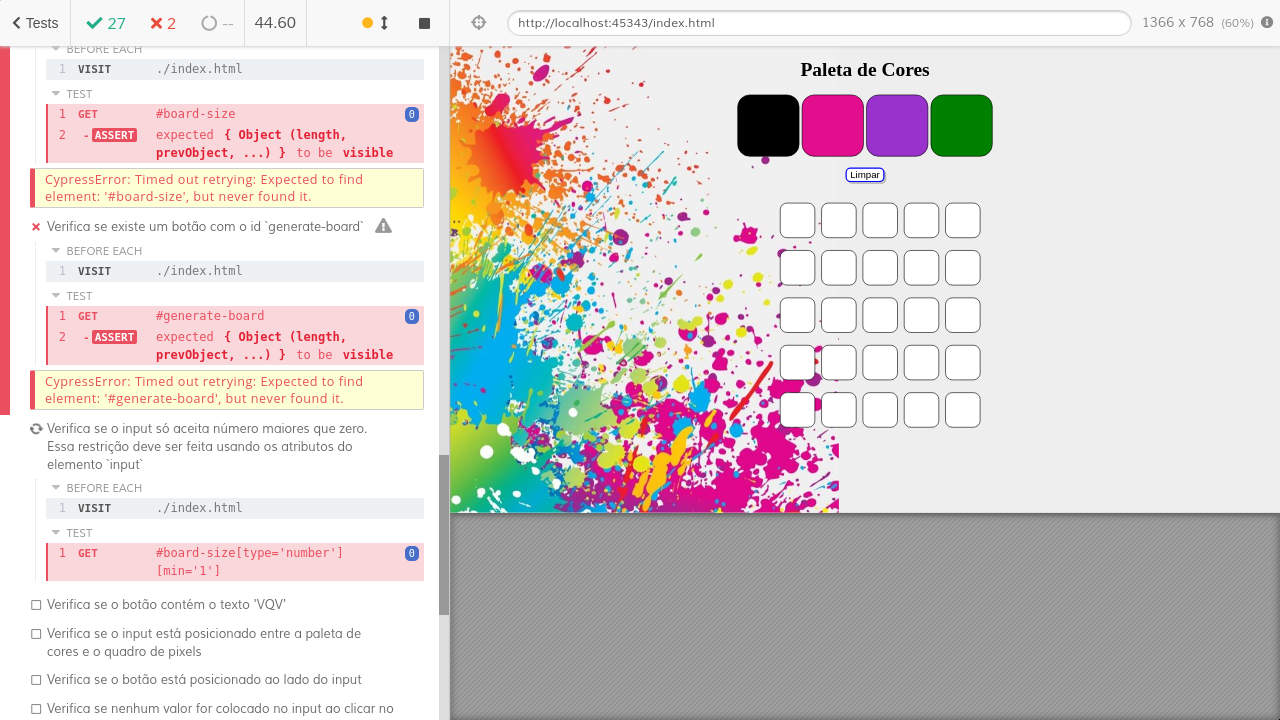 Tests 27 2 -- 44.60 http://localhost:45343/index.html 1366 x 768 (60%)
BEFORE EACH
1 VISIT ./index.html
TEST
1 GET #board-size 0
2 -ASSERT expected { Object (length,
prevObject, ...) } to be visible
CypressError: Timed out retrying: Expected to find
element: '#board-size', but never found it.
Verifica se existe um botão com o id `generate-board`
BEFORE EACH
1 VISIT ./index.html
TEST
1 GET #generate-board 0
2 -ASSERT expected { Object (length,
prevObject, ...) } to be visible
CypressError: Timed out retrying: Expected to find
element: '#generate-board', but never found it.
Verifica se o input só aceita número maiores que zero.
Essa restrição deve ser feita usando os atributos do
elemento `input`
BEFORE EACH
1 VISIT ./index.html
TEST
1 GET #board-size[type='number'] 0
[min='1']
Verifica se o botão contém o texto 'VQV'
Verifica se o input está posicionado entre a paleta de
cores e o quadro de pixels
Verifica se o botão está posicionado ao lado do input
Verifica se nenhum valor for colocado no input ao clicar no
Paleta de Cores
Limpar